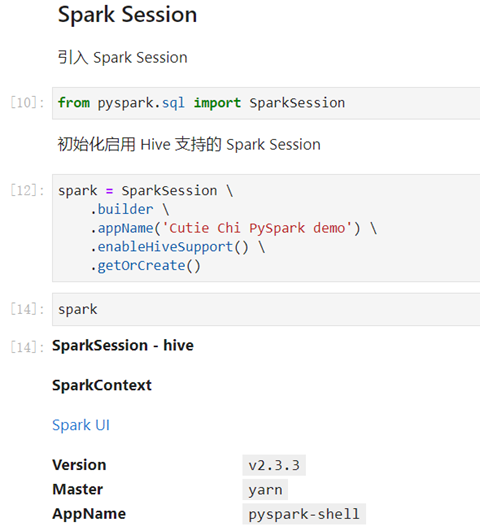 Spark Session
引入 Spark Session
[10]: from pyspark.sql import SparkSession
初始化启用 Hive 支持的 Spark Session
[12]: spark = SparkSession \
.builder \
.appName('Cutie Chi PySpark demo') \
.enableHiveSupport() \
.getOrCreate()
[14]: spark
[14]: SparkSession - hive
SparkContext
Spark UI
Version v2.3.3
Master yarn
AppName pyspark-shell